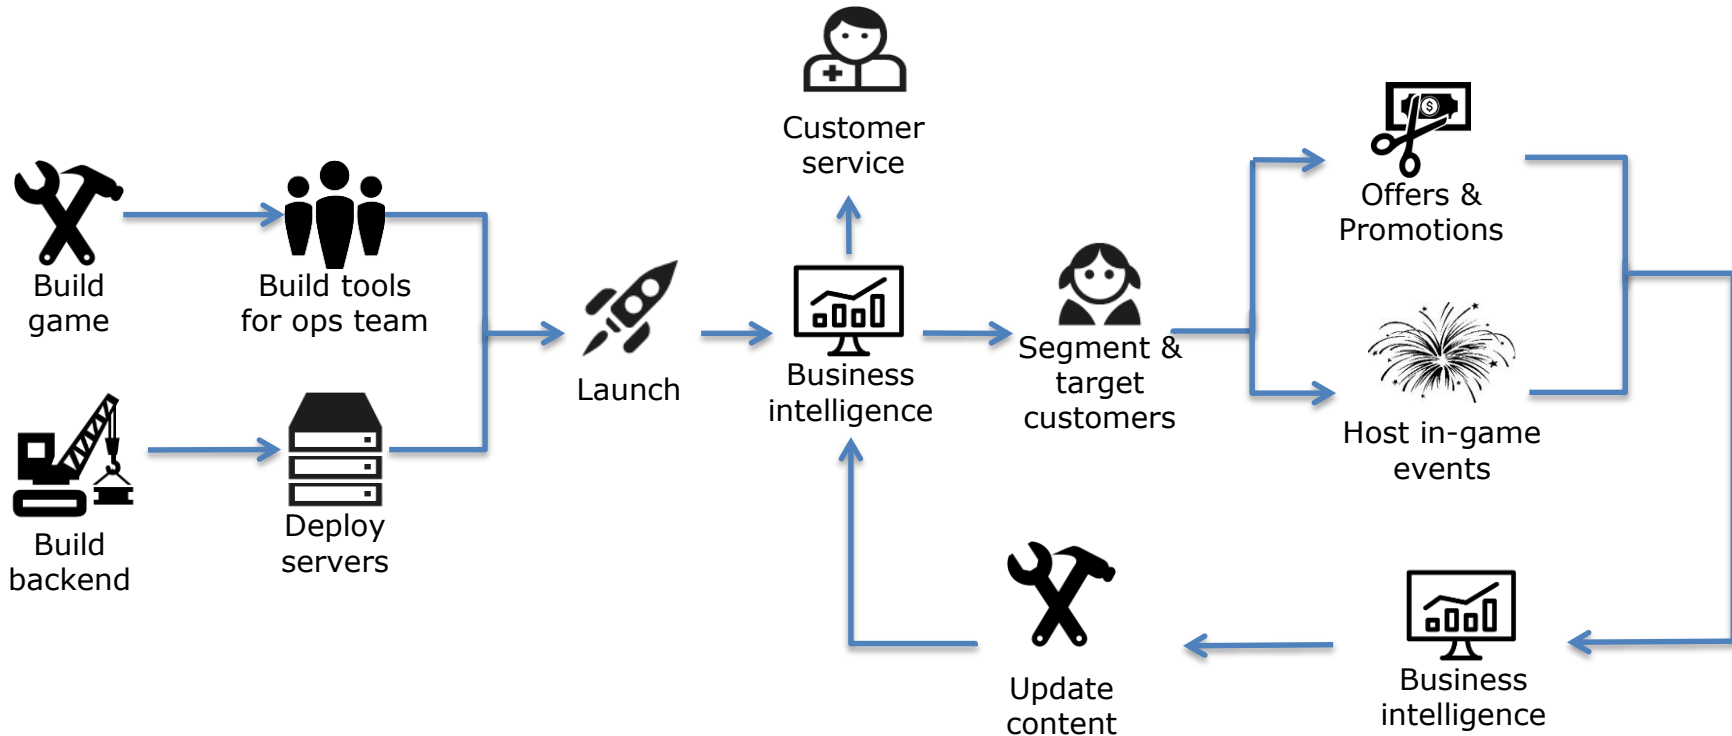 Customer
service
Offers &
Promotions
Build
game
Build tools
for ops team
Launch
Business
intelligence
Segment &
target
customers
Host in-game
events
Build
backend
Deploy
servers
Update
content
Business
intelligence